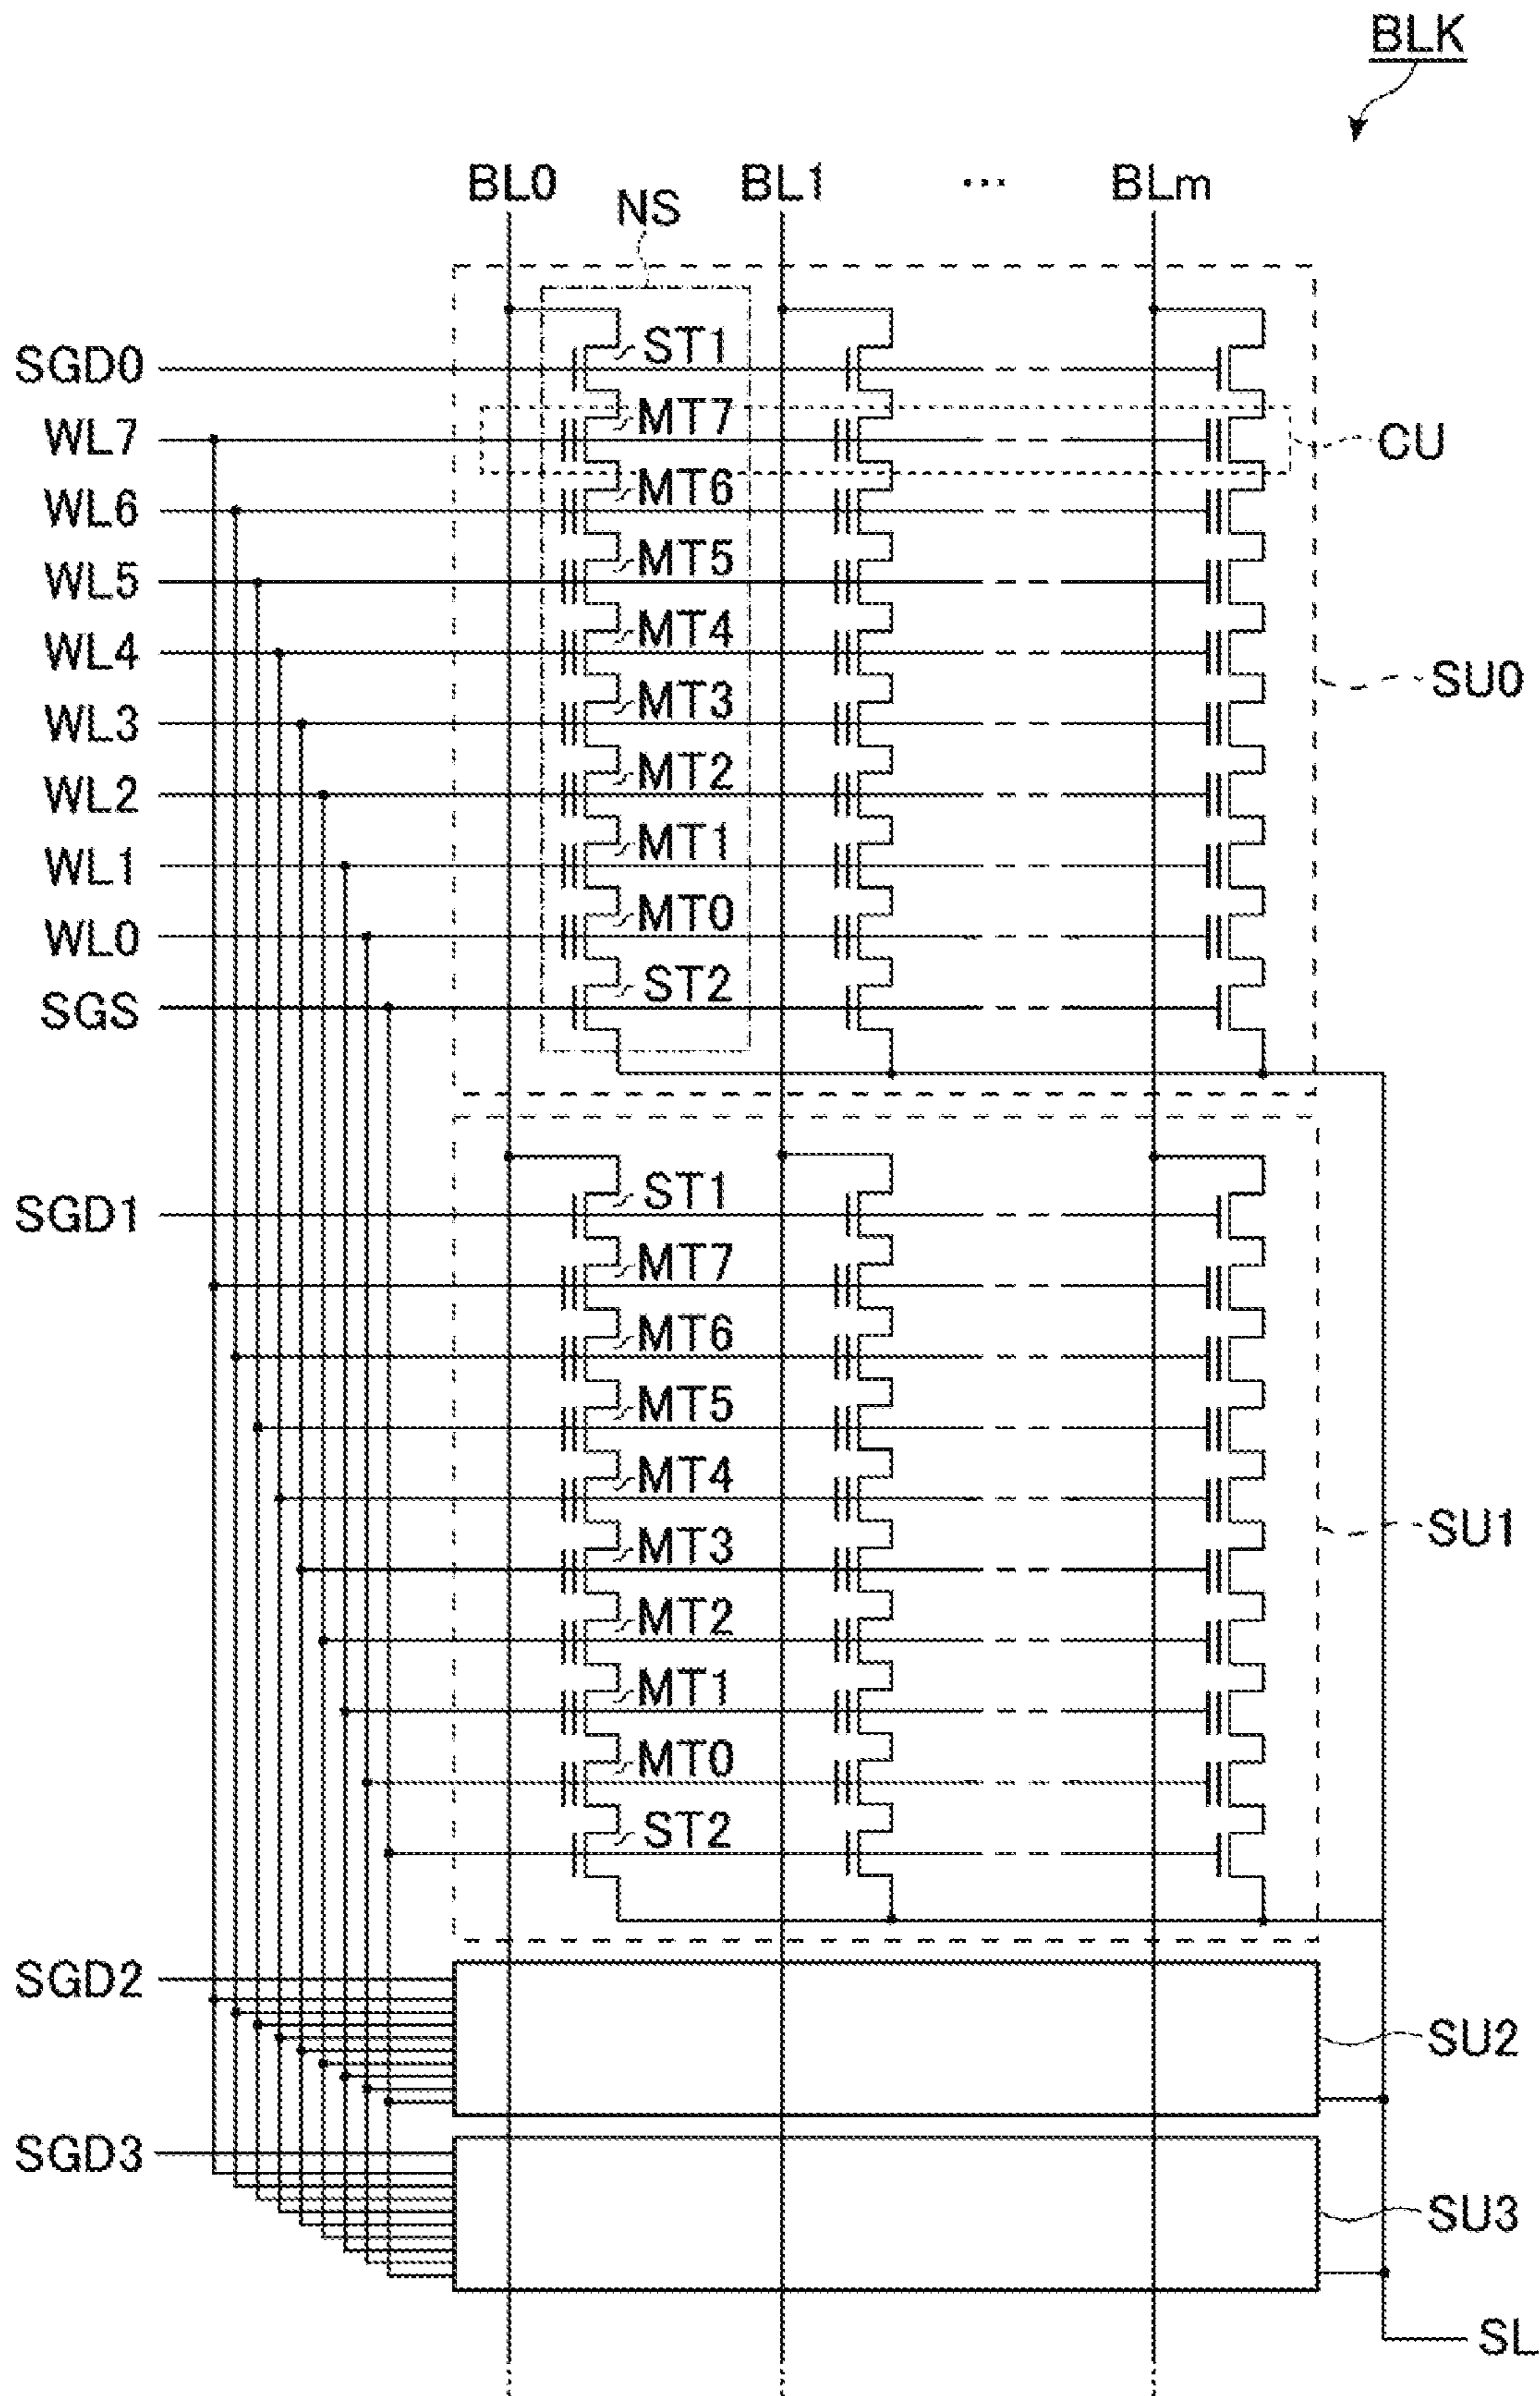 BLK
BL0 NS BL1 ... BLm
SGD0 ST1
WL7 MT7 CU
WL6 MT6
WL5 MT5
WL4 MT4 SU0
WL3 MT3
WL2 MT2
WL1 MT1
WL0 MT0
SGS ST2
SGD1 ST1
MT7
MT6
MT5
MT4 SU1
MT3
MT2
MT1
MT0
ST2
SGD2
SU2
SGD3
SU3
SL